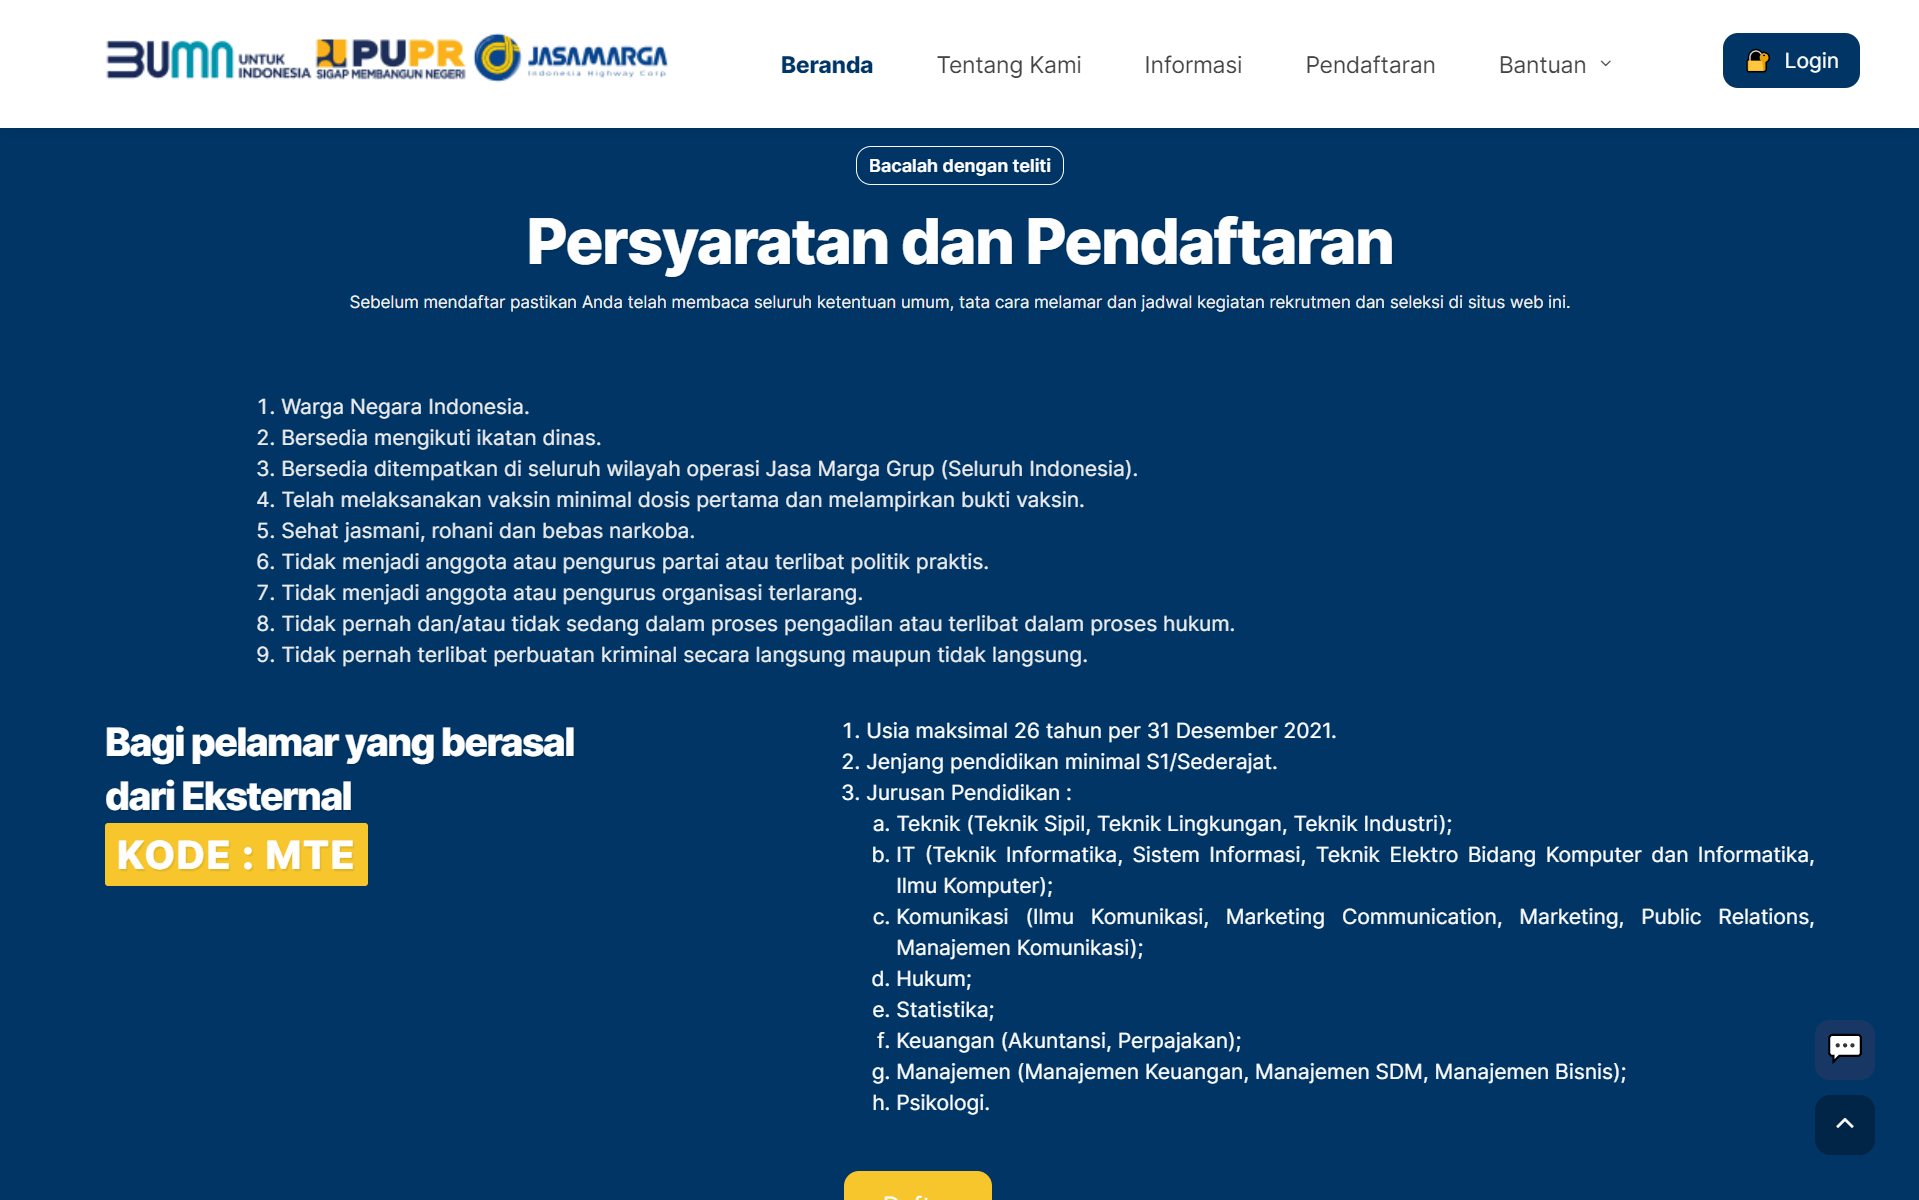 BUMN UNTUK INDONESIA PUPR SIGAP MEMBANGUN NEGERI JASAMARGA Indonesia Highway Corp
Beranda Tentang Kami Informasi Pendaftaran Bantuan Login
Bacalah dengan teliti
Persyaratan dan Pendaftaran
Sebelum mendaftar pastikan Anda telah membaca seluruh ketentuan umum, tata cara melamar dan jadwal kegiatan rekrutmen dan seleksi di situs web ini.
1. Warga Negara Indonesia.
2. Bersedia mengikuti ikatan dinas.
3. Bersedia ditempatkan di seluruh wilayah operasi Jasa Marga Grup (Seluruh Indonesia).
4. Telah melaksanakan vaksin minimal dosis pertama dan melampirkan bukti vaksin.
5. Sehat jasmani, rohani dan bebas narkoba.
6. Tidak menjadi anggota atau pengurus partai atau terlibat politik praktis.
7. Tidak menjadi anggota atau pengurus organisasi terlarang.
8. Tidak pernah dan/atau tidak sedang dalam proses pengadilan atau terlibat dalam proses hukum.
9. Tidak pernah terlibat perbuatan kriminal secara langsung maupun tidak langsung.
Bagi pelamar yang berasal
dari Eksternal
KODE : MTE
1. Usia maksimal 26 tahun per 31 Desember 2021.
2. Jenjang pendidikan minimal S1/Sederajat.
3. Jurusan Pendidikan :
a. Teknik (Teknik Sipil, Teknik Lingkungan, Teknik Industri);
b. IT (Teknik Informatika, Sistem Informasi, Teknik Elektro Bidang Komputer dan Informatika,
Ilmu Komputer);
c. Komunikasi (Ilmu Komunikasi, Marketing Communication, Marketing, Public Relations,
Manajemen Komunikasi);
d. Hukum;
e. Statistika;
f. Keuangan (Akuntansi, Perpajakan);
g. Manajemen (Manajemen Keuangan, Manajemen SDM, Manajemen Bisnis);
h. Psikologi.